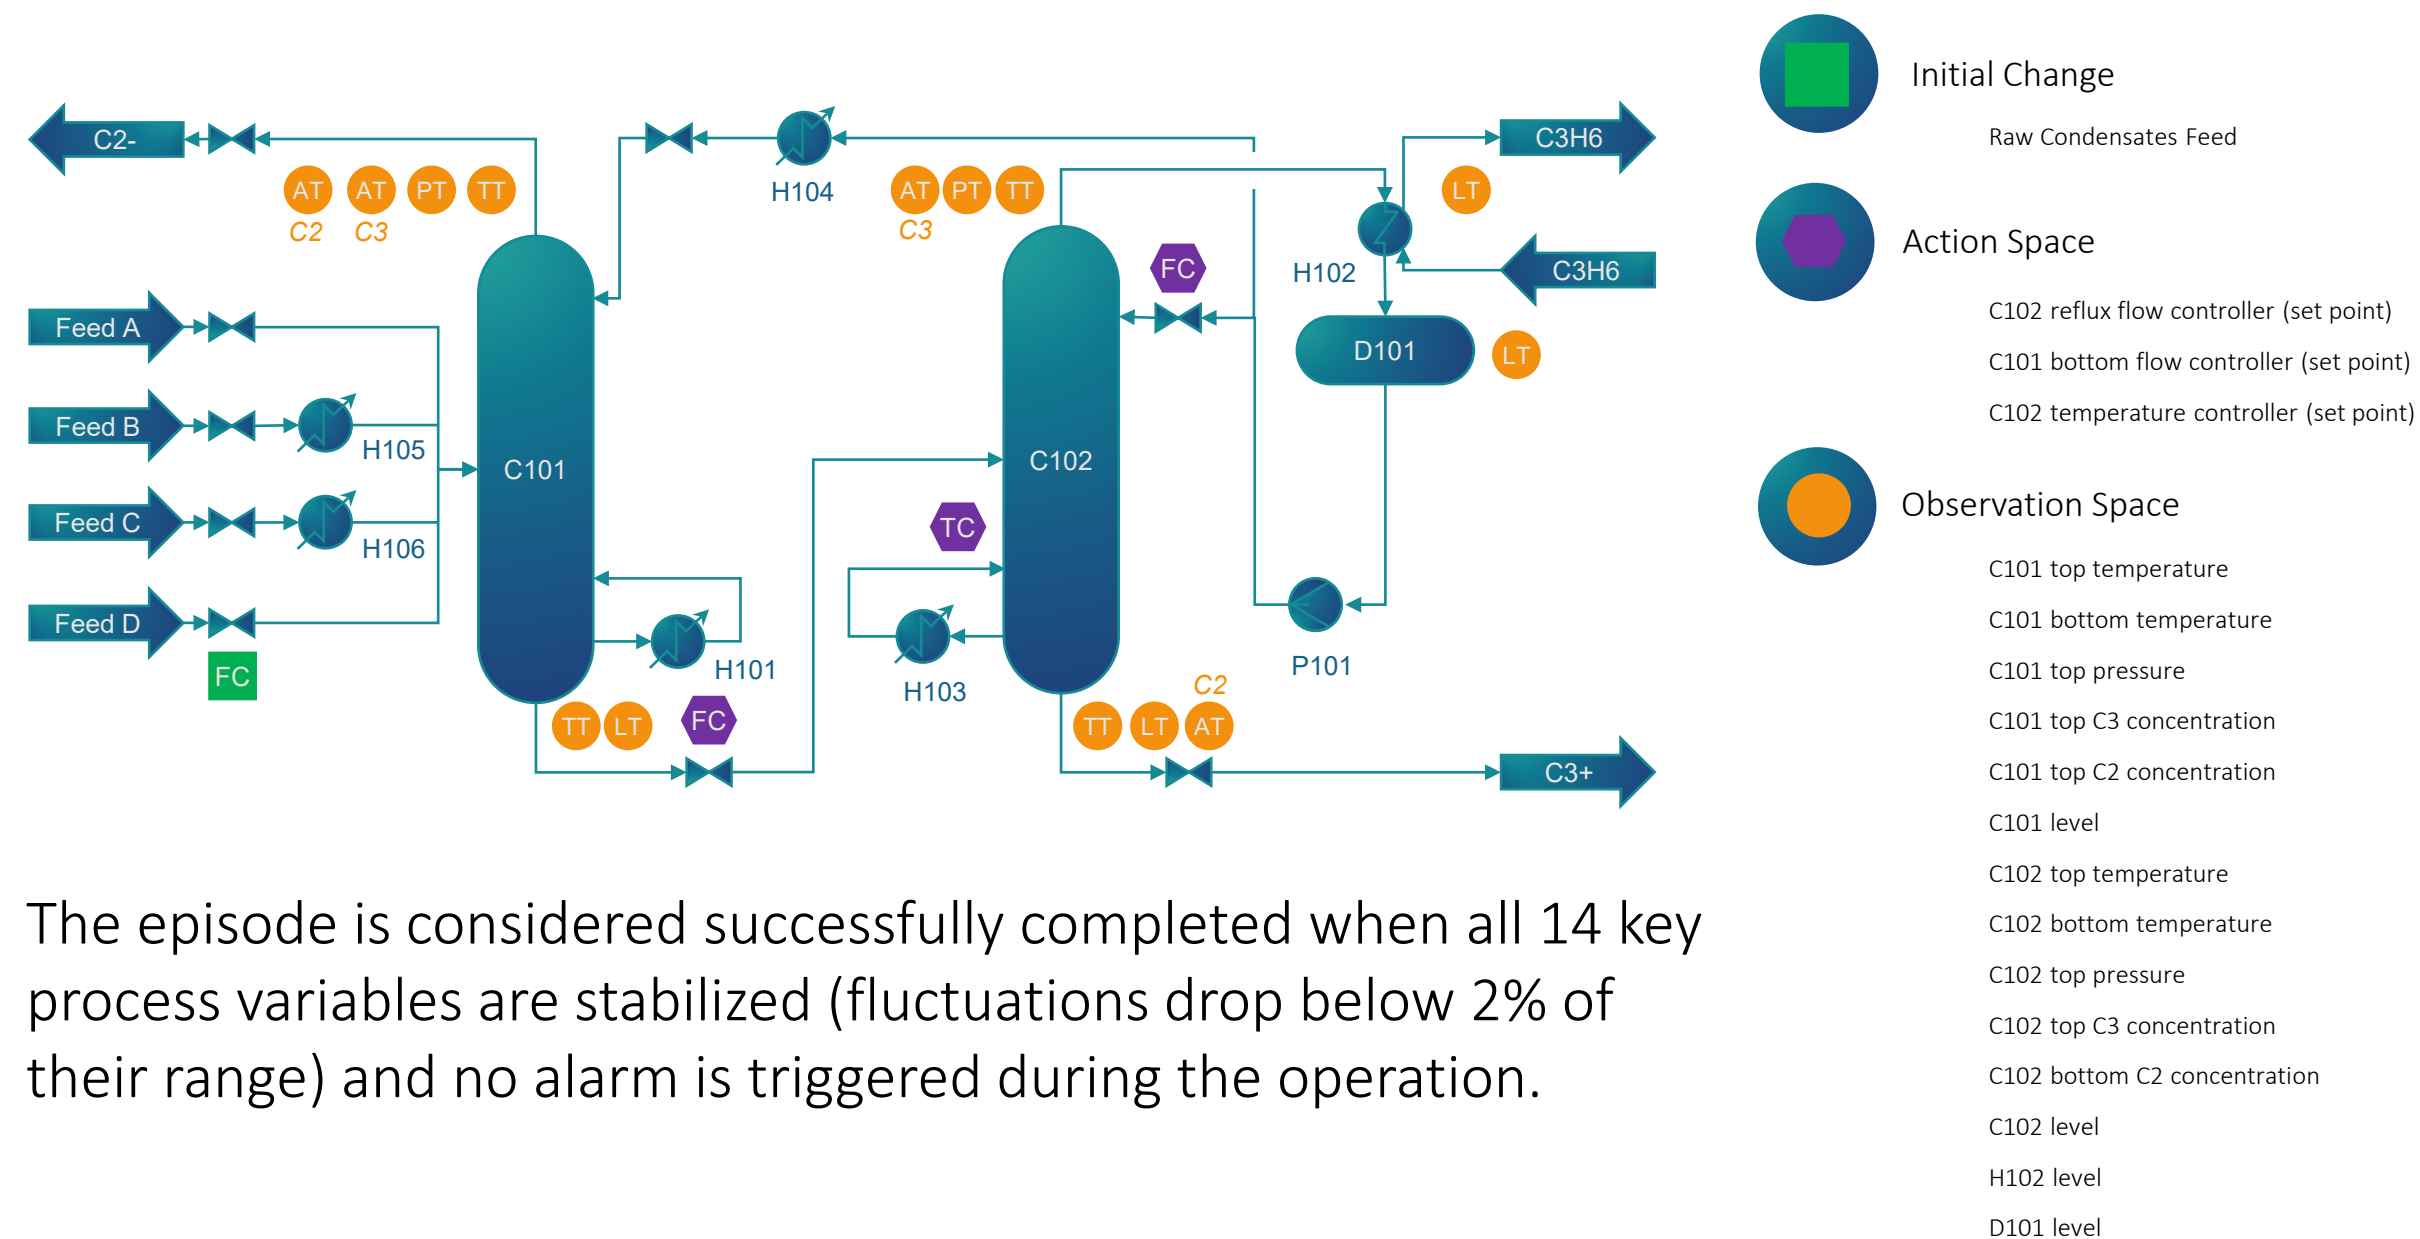 Initial Change
Raw Condensates Feed
Action Space
C102 reflux flow controller (set point)
C101 bottom flow controller (set point)
C102 temperature controller (set point)
Observation Space
C101 top temperature
C101 bottom temperature
C101 top pressure
C101 top C3 concentration
C101 top C2 concentration
C101 level
C102 top temperature
C102 bottom temperature
C102 top pressure
C102 top C3 concentration
C102 bottom C2 concentration
C102 level
H102 level
D101 level
C2-
AT
AT
PT
TT
C2
C3
H104
AT
PT
TT
C3
C3H6
LT
H102
C3H6
FC
D101
LT
Feed A
Feed B
H105
Feed C
H106
Feed D
FC
C101
C102
TC
H101
H103
P101
TT
LT
FC
C2
TT
LT
AT
C3+
The episode is considered successfully completed when all 14 key
process variables are stabilized (fluctuations drop below 2% of
their range) and no alarm is triggered during the operation.